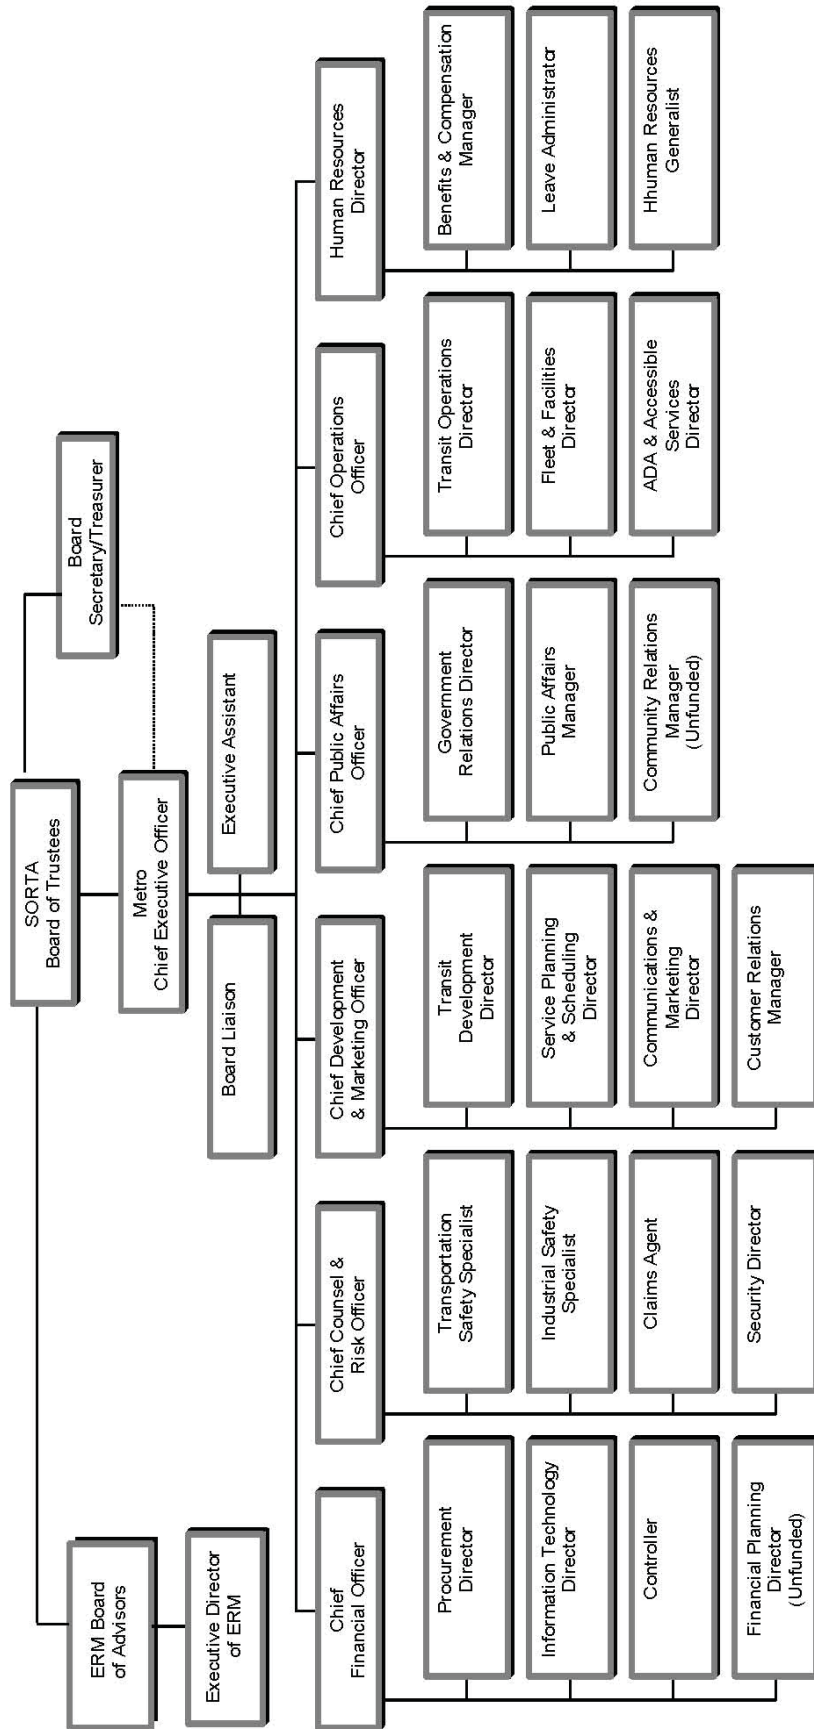 SORTA
Board of Trustees
Board
Secretary/Treasurer
ERM Board
of Advisors
Metro
Chief Executive Officer
Executive Director
of ERM
Board Liaison
Executive Assistant
Chief
Financial Officer
Chief Counsel &
Risk Officer
Chief Development
& Marketing Officer
Chief Public Affairs
Officer
Chief Operations
Officer
Human Resources
Director
Procurement
Director
Information Technology
Director
Controller
Financial Planning
Director
(Unfunded)
Transportation
Safety Specialist
Industrial Safety
Specialist
Claims Agent
Security Director
Transit
Development
Director
Service Planning
& Scheduling
Director
Communications &
Marketing
Director
Customer Relations
Manager
Government
Relations Director
Public Affairs
Manager
Community Relations
Manager
(Unfunded)
Transit Operations
Director
Fleet & Facilities
Director
ADA & Accessible
Services
Director
Benefits & Compensation
Manager
Leave Administrator
Hhuman Resources
Generalist